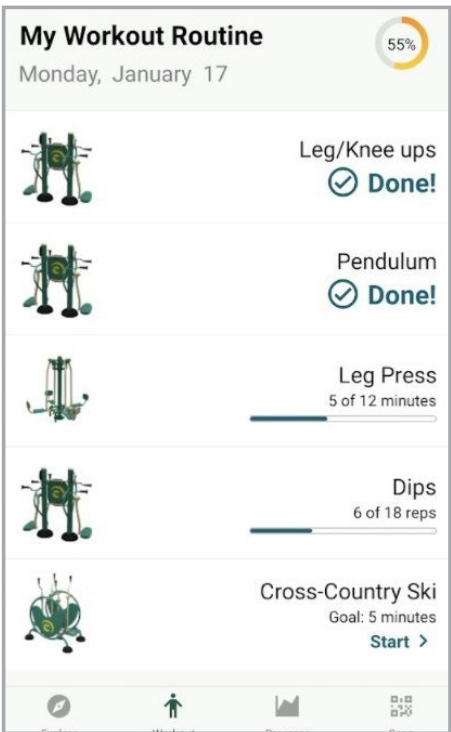 My Workout Routine
55%
Monday, January 17
Leg/Knee ups
Done!
Pendulum
Done!
Leg Press
5 of 12 minutes
Dips
6 of 18 reps
Cross-Country Ski
Goal: 5 minutes
Start >